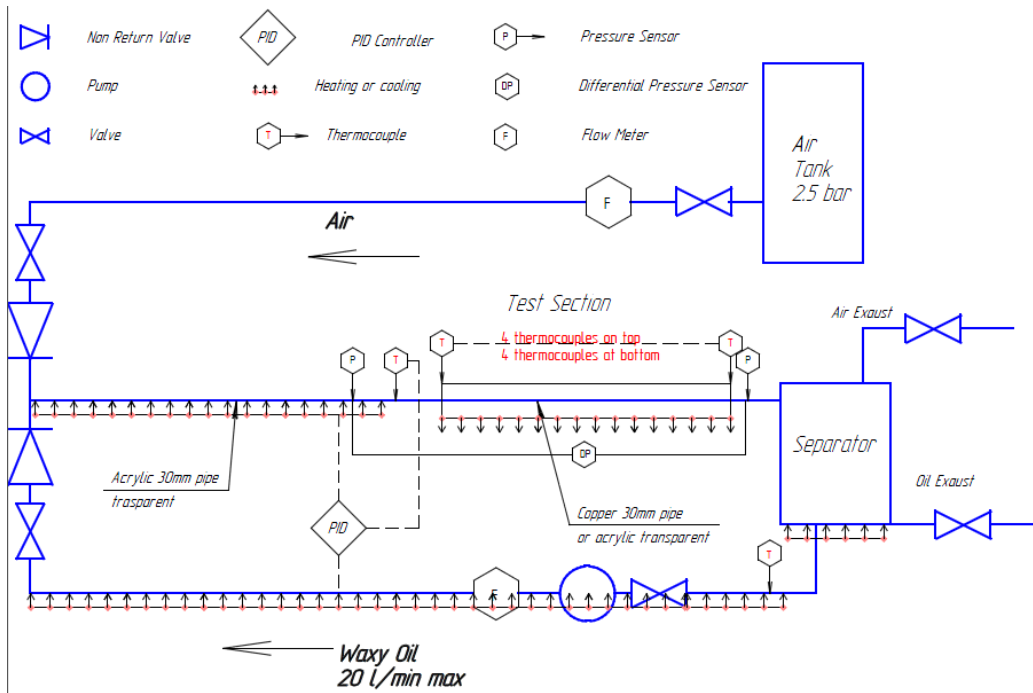 Non Return Valve
PID
PID Controller
P
Pressure Sensor
Pump
Heating or cooling
DP
Differential Pressure Sensor
Valve
T
Thermocouple
F
Flow Meter
Air
Tank
2.5 bar
F
Air
Test Section
Air Exaust
4 thermocouples on top
4 thermocouples at bottom
T
T
P
T
P
Separator
DP
Acrylic 30mm pipe
trasparent
Oil Exaust
PID
Copper 30mm pipe
or acrylic transparent
T
F
Waxy Oil
20 l/min max